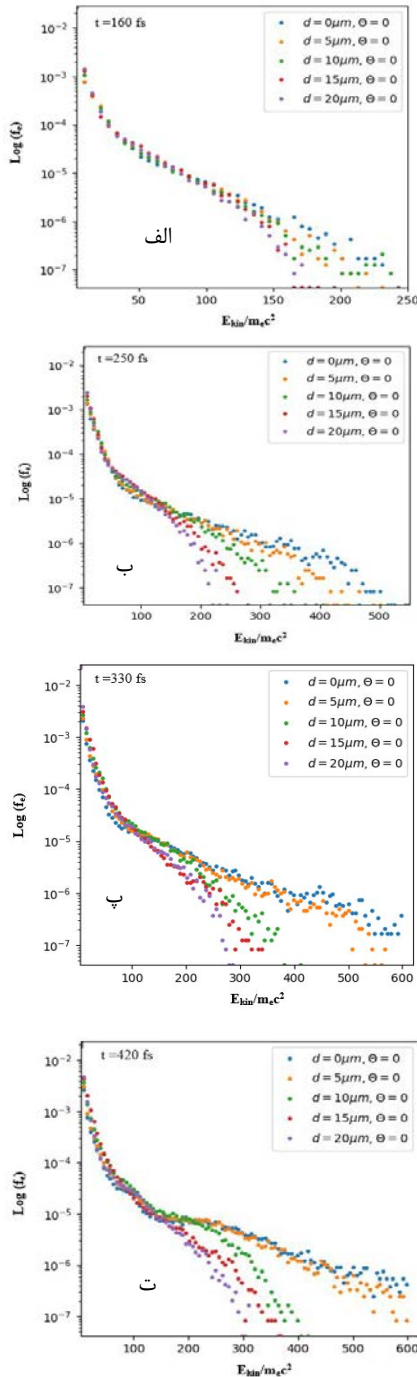 t =160 fs
d = 0μm, Θ = 0
d = 5μm, Θ = 0
d = 10μm, Θ = 0
d = 15μm, Θ = 0
d = 20μm, Θ = 0
10⁻²
10⁻³
10⁻⁴
10⁻⁵
10⁻⁶
10⁻⁷
Log (fₑ)
الف
50 100 150 200 250
E_kin/mₑc²
t =250 fs
d = 0μm, Θ = 0
d = 5μm, Θ = 0
d = 10μm, Θ = 0
d = 15μm, Θ = 0
d = 20μm, Θ = 0
10⁻²
10⁻³
10⁻⁴
10⁻⁵
10⁻⁶
10⁻⁷
Log (fₑ)
ب
100 200 300 400 500
E_kin/mₑc²
t =330 fs
d = 0μm, Θ = 0
d = 5μm, Θ = 0
d = 10μm, Θ = 0
d = 15μm, Θ = 0
d = 20μm, Θ = 0
10⁻²
10⁻³
10⁻⁴
10⁻⁵
10⁻⁶
10⁻⁷
Log (fₑ)
پ
100 200 300 400 500 600
E_kin/mₑc²
t =420 fs
d = 0μm, Θ = 0
d = 5μm, Θ = 0
d = 10μm, Θ = 0
d = 15μm, Θ = 0
d = 20μm, Θ = 0
10⁻²
10⁻³
10⁻⁴
10⁻⁵
10⁻⁶
10⁻⁷
Log (fₑ)
ت
100 200 300 400 500 600
E_kin/mₑc²